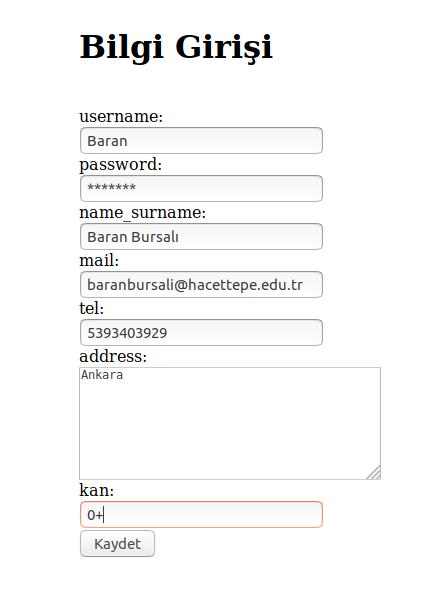 Bilgi Girişi
username:
Baran
password:
*******
name_surname:
Baran Bursalı
mail:
baranbursali@hacettepe.edu.tr
tel:
5393403929
address:
Ankara
kan:
0+
Kaydet